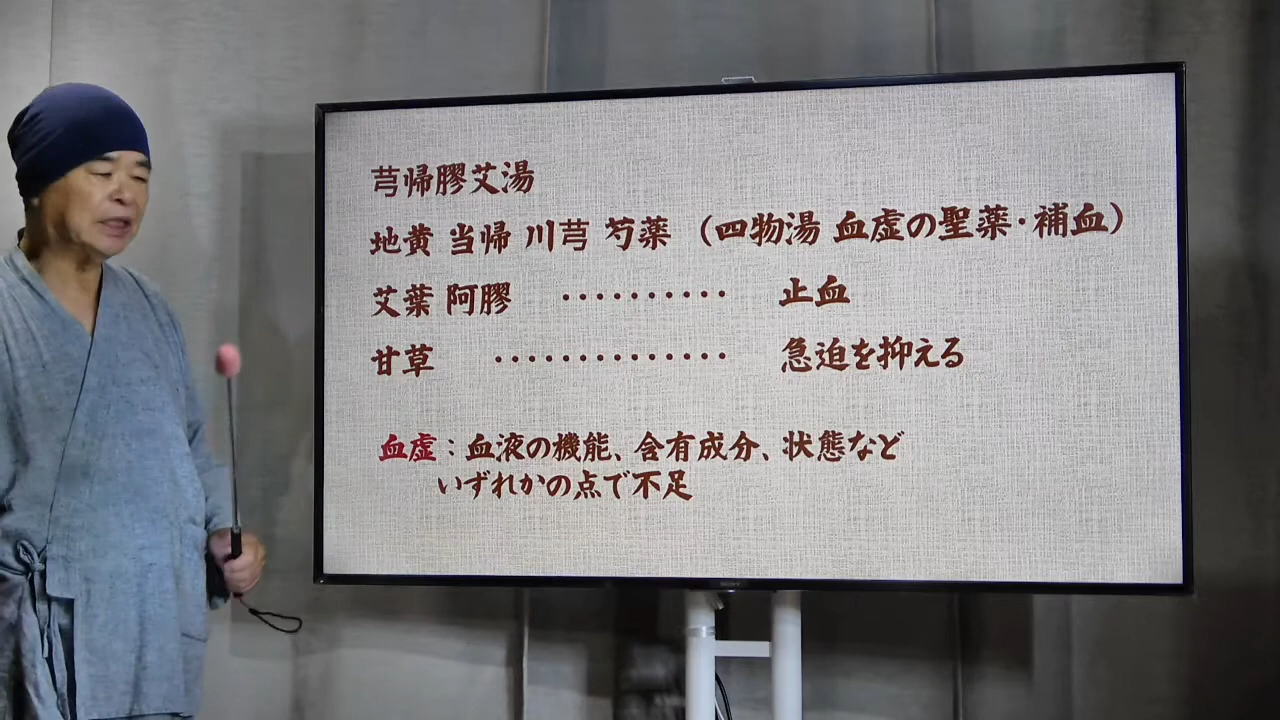 芎帰膠艾湯
地黄 当帰 川芎 芍薬 （四物湯 血虚の聖薬・補血）
艾葉 阿膠 ・・・・・・・・・・ 止血
甘草 ・・・・・・・・・・・・・・ 急迫を抑える
血虚：血液の機能、含有成分、状態など
いずれかの点で不足
SONY